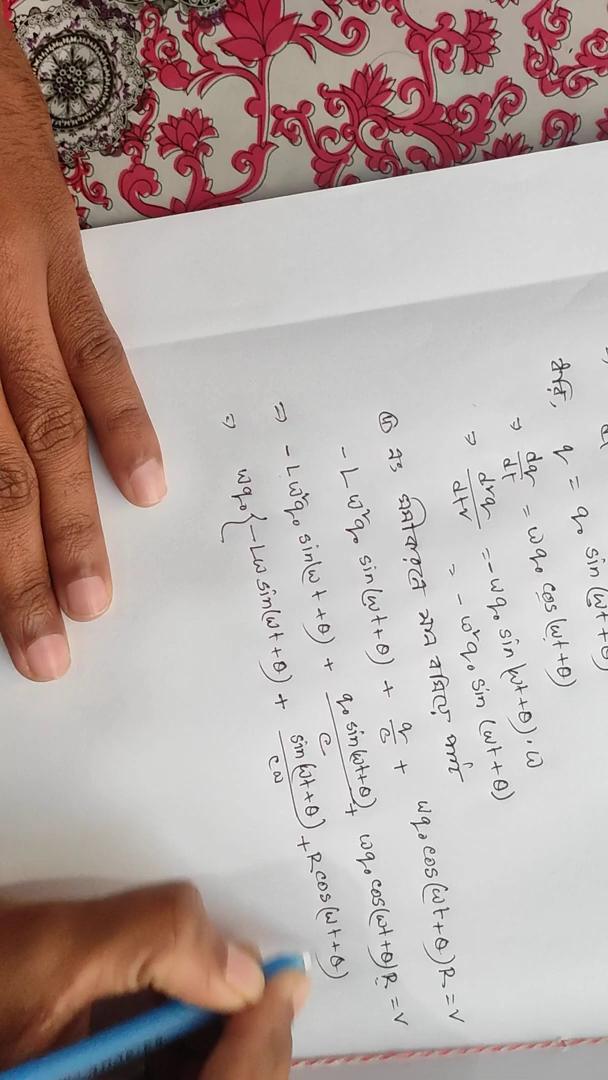 ধরি, q = q₀ sin (ωt+θ)
⇒ dq/dt = ωq₀ cos(ωt+θ)
⇒ d²q/dt² = -ωq₀ sin(ωt+θ).ω
= -ω²q₀ sin (ωt+θ)
নং সমীকরণে মান বসিয়ে পাই
-Lω²q₀ sin(ωt+θ) + q/c + ωq₀ cos(ωt+θ)R = V
⇒ -Lω²q₀ sin(ωt+θ) + q₀ sin(ωt+θ)/c + ωq₀ cos(ωt+θ)R = V
⇒ ωq₀{-Lω sin(ωt+θ) + sin(ωt+θ)/cω + R cos(ωt+θ)